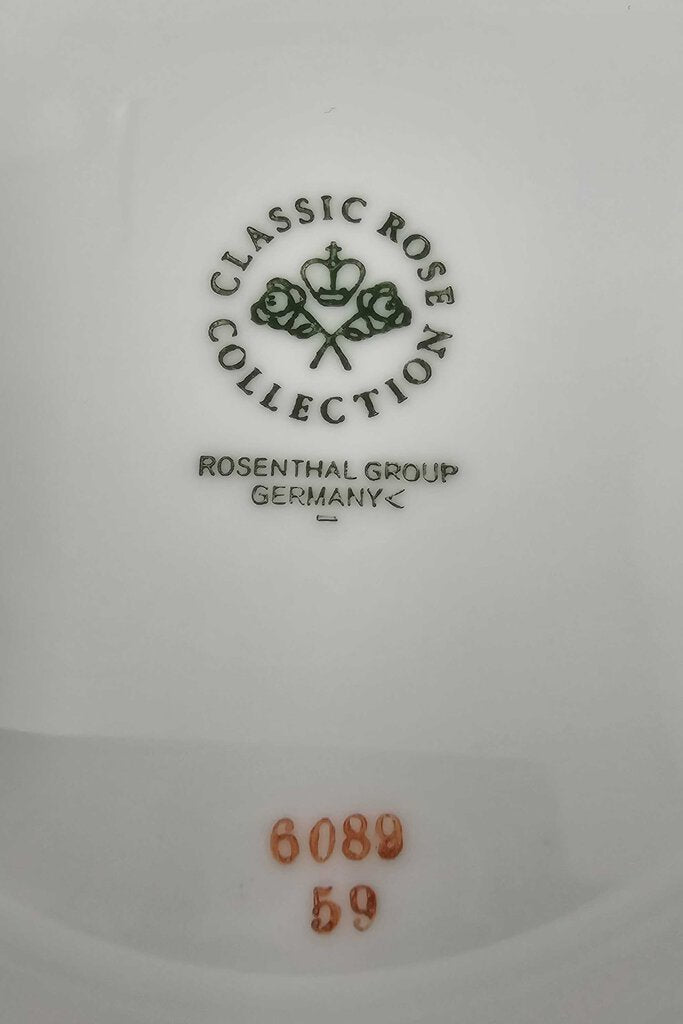 CLASSIC ROSE
COLLECTION
ROSENTHAL GROUP
GERMANY<
6089
59